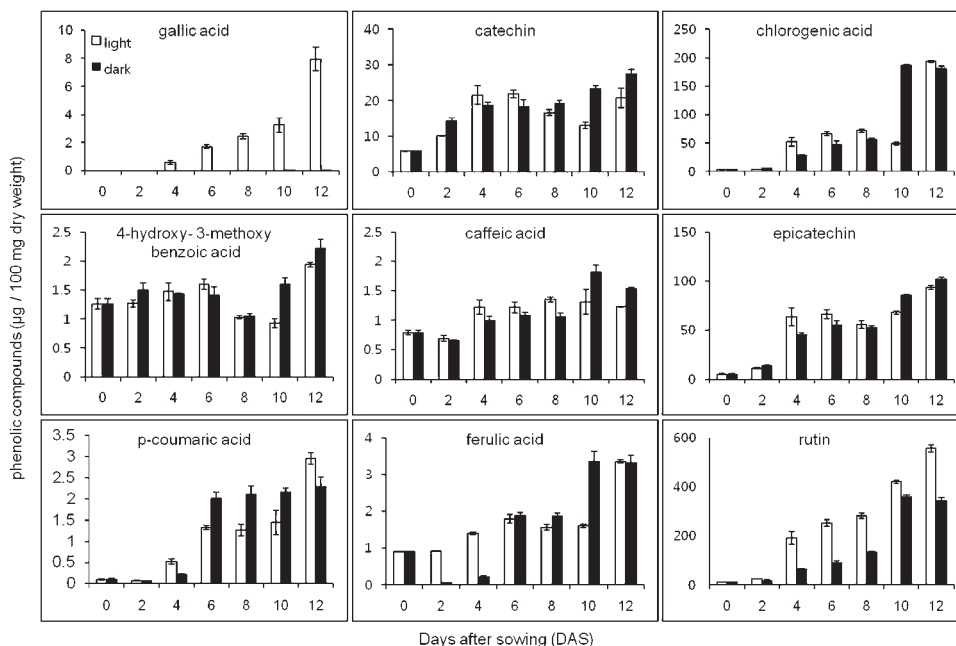 phenolic compounds (µg / 100 mg dry weight)
gallic acid
light
dark
10
8
6
4
2
0
0 2 4 6 8 10 12
catechin
40
30
20
10
0
0 2 4 6 8 10 12
chlorogenic acid
250
200
150
100
50
0
0 2 4 6 8 10 12
4-hydroxy- 3-methoxy
benzoic acid
2.5
2
1.5
1
0.5
0
0 2 4 6 8 10 12
caffeic acid
2.5
2
1.5
1
0.5
0
0 2 4 6 8 10 12
epicatechin
150
100
50
0
0 2 4 6 8 10 12
p-coumaric acid
3.5
3
2.5
2
1.5
1
0.5
0
0 2 4 6 8 10 12
ferulic acid
4
3
2
1
0
0 2 4 6 8 10 12
rutin
600
400
200
0
0 2 4 6 8 10 12
Days after sowing (DAS)